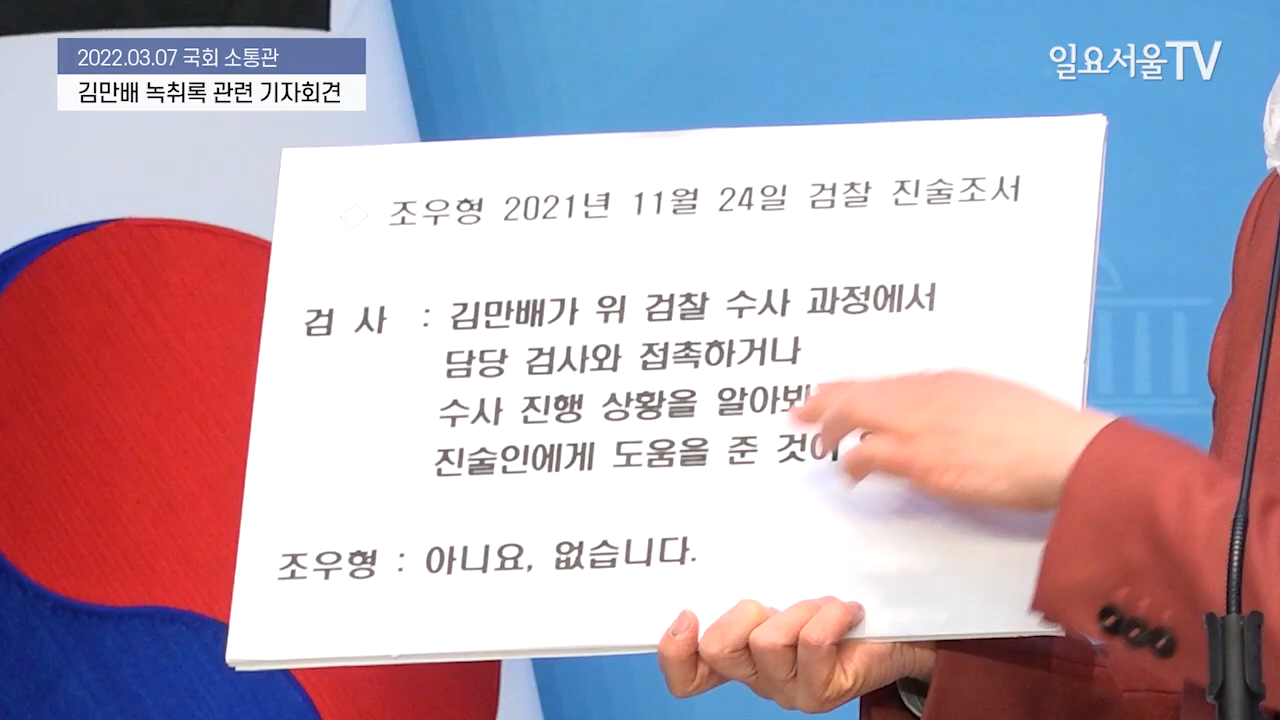 2022.03.07 국회 소통관
김만배 녹취록 관련 기자회견
일요서울TV
◇ 조우형 2021년 11월 24일 검찰 진술조서
검 사 : 김만배가 위 검찰 수사 과정에서
담당 검사와 접촉하거나
수사 진행 상황을 알아봐
진술인에게 도움을 준 것이
조우형 : 아니요, 없습니다.